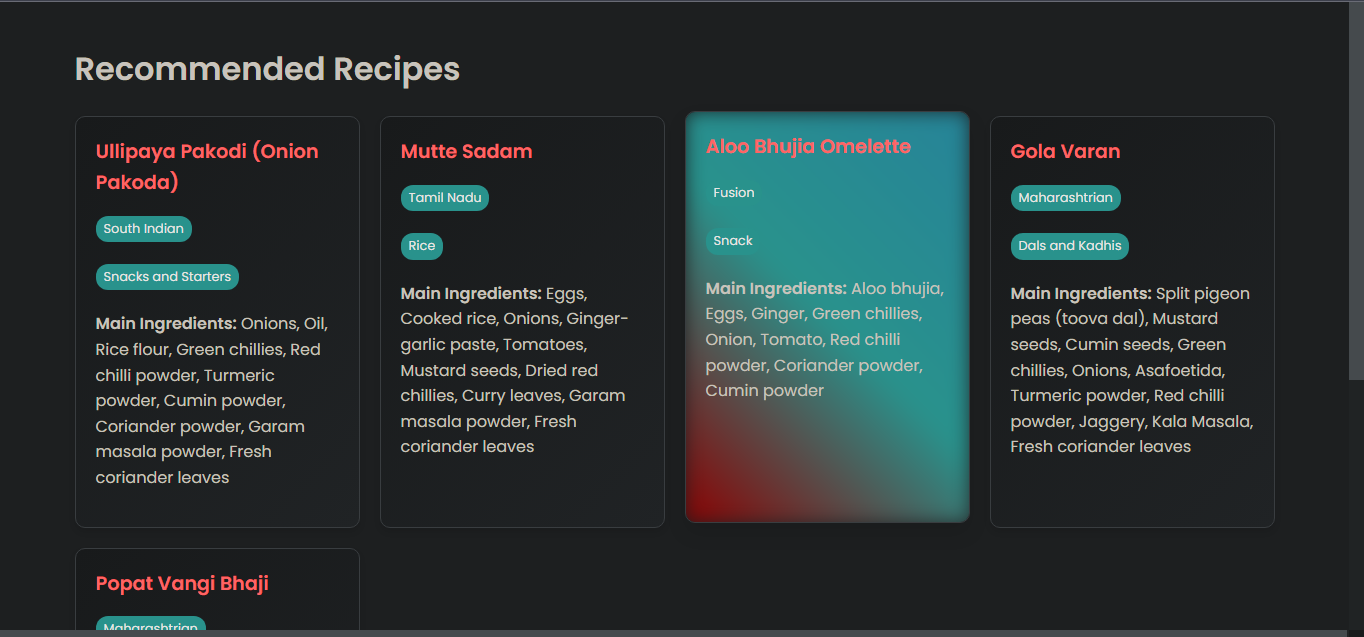 Recommended Recipes
Ullipaya Pakodi (Onion
Pakoda)
South Indian
Snacks and Starters
Main Ingredients: Onions, Oil,
Rice flour, Green chillies, Red
chilli powder, Turmeric
powder, Cumin powder,
Coriander powder, Garam
masala powder, Fresh
coriander leaves
Mutte Sadam
Tamil Nadu
Rice
Main Ingredients: Eggs,
Cooked rice, Onions, Ginger-
garlic paste, Tomatoes,
Mustard seeds, Dried red
chillies, Curry leaves, Garam
masala powder, Fresh
coriander leaves
Aloo Bhujia Omelette
Fusion
Snack
Main Ingredients: Aloo bhujia,
Eggs, Ginger, Green chillies,
Onion, Tomato, Red chilli
powder, Coriander powder,
Cumin powder
Gola Varan
Maharashtrian
Dals and Kadhis
Main Ingredients: Split pigeon
peas (toova dal), Mustard
seeds, Cumin seeds, Green
chillies, Onions, Asafoetida,
Turmeric powder, Red chilli
powder, Jaggery, Kala Masala,
Fresh coriander leaves
Popat Vangi Bhaji
Maharashtrian